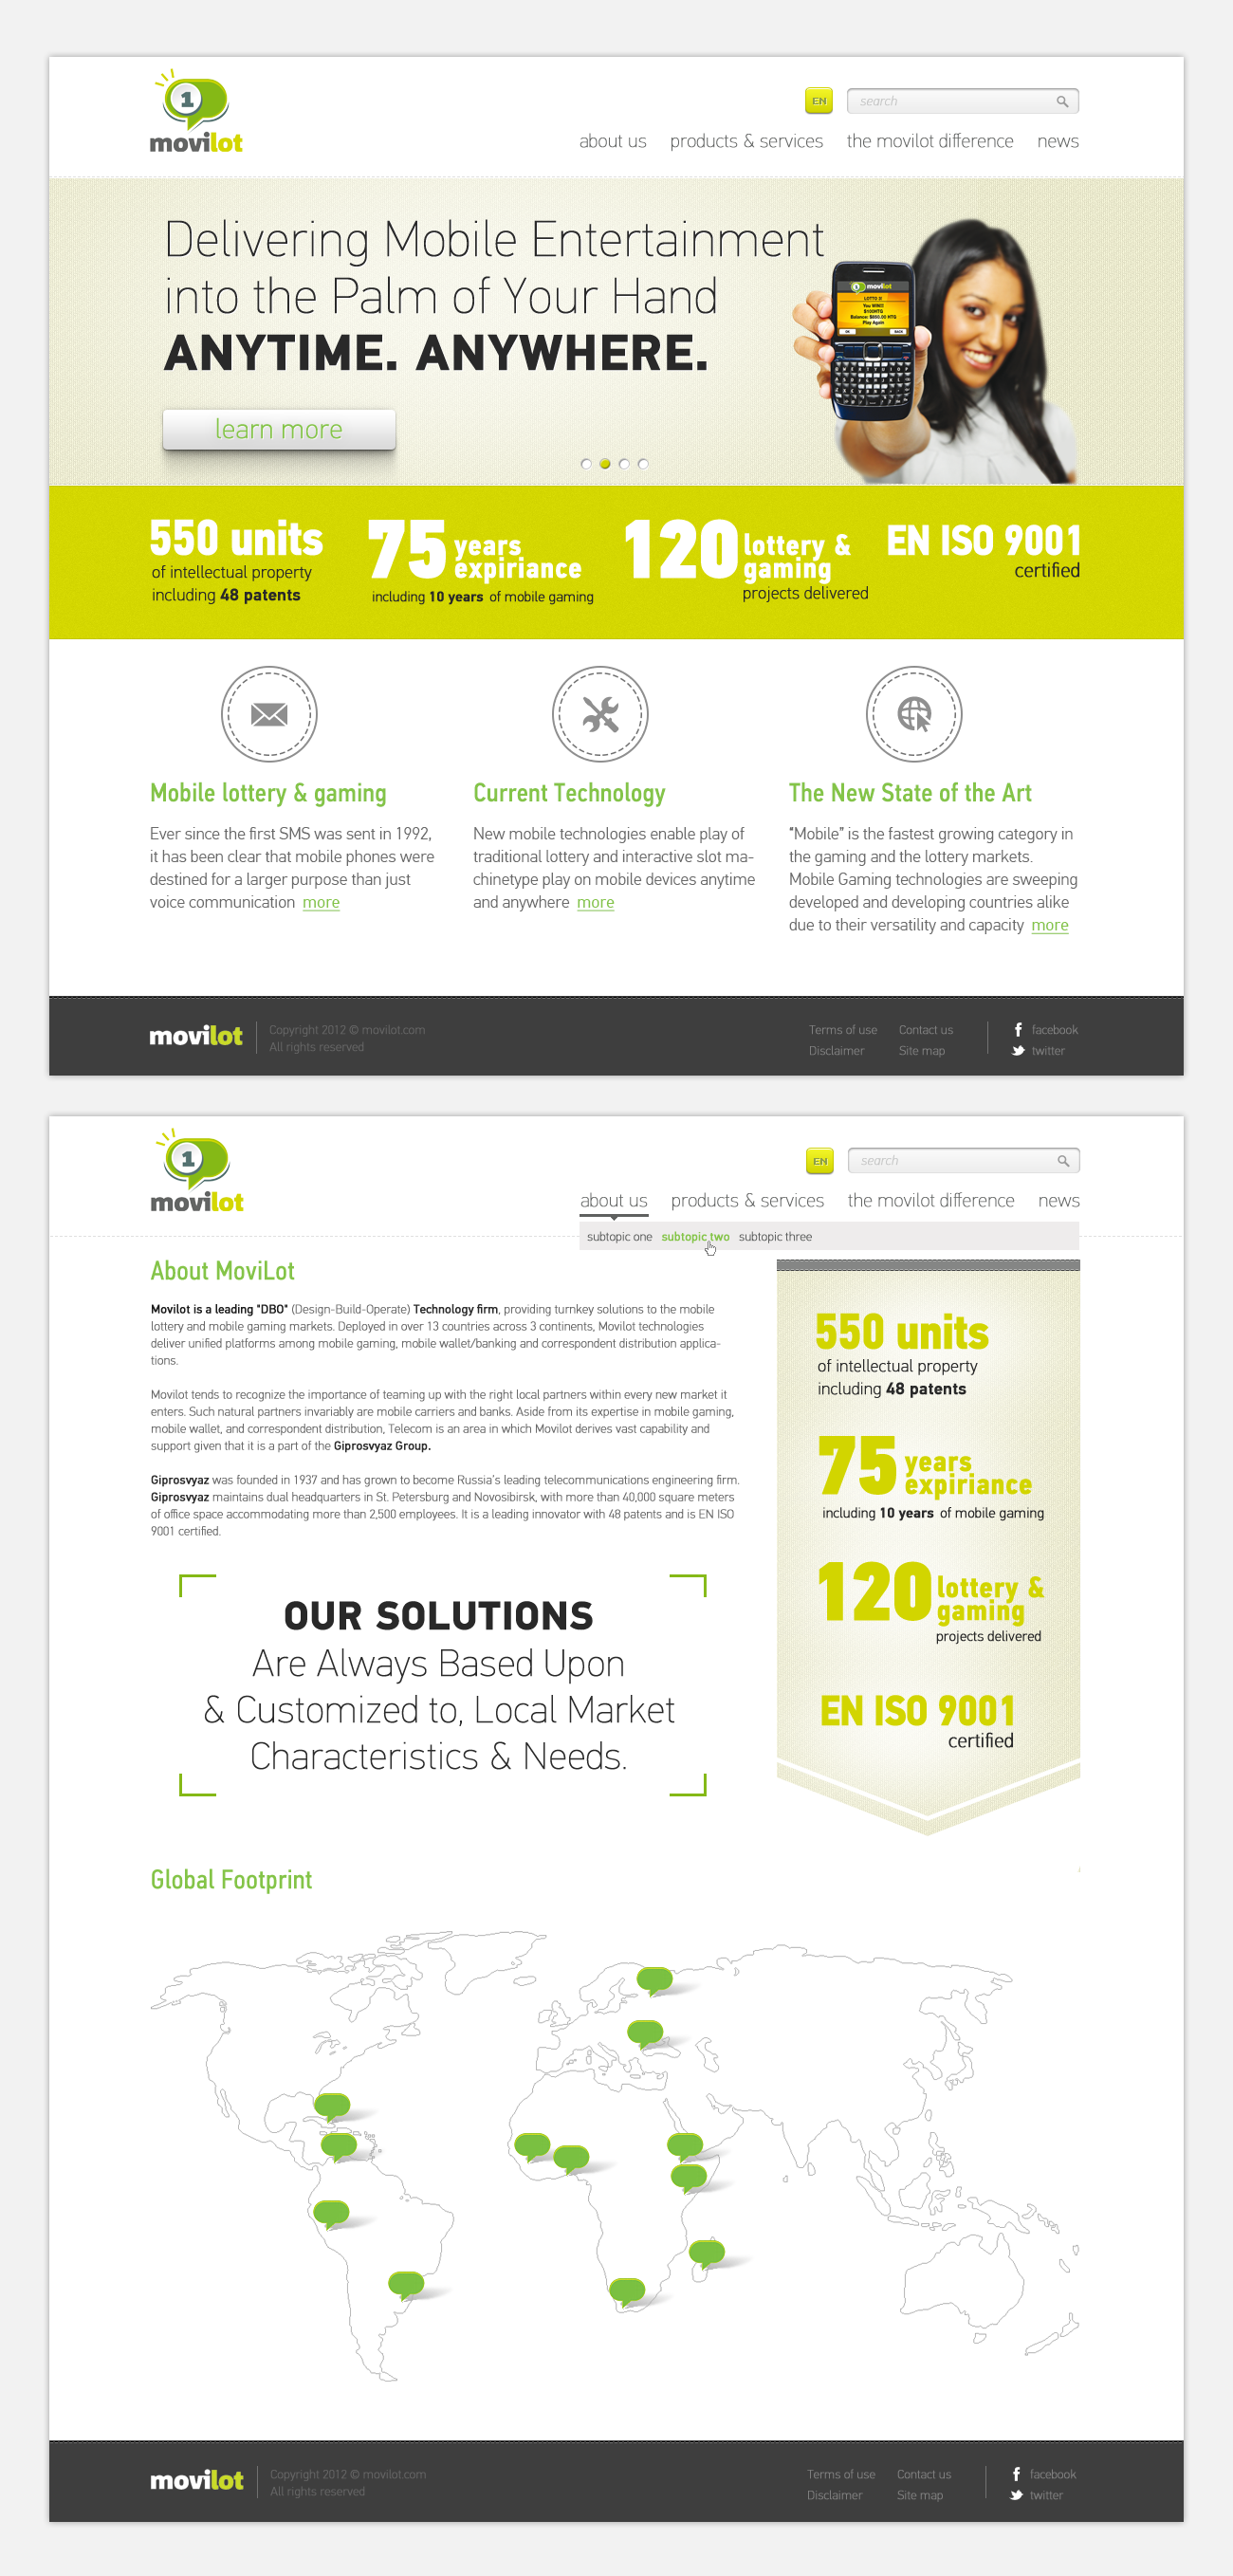 1
movilot
EN
search
about us products & services the movilot difference news
Delivering Mobile Entertainment
into the Palm of Your Hand
ANYTIME. ANYWHERE.
movilot
LOTTO
You WIN!!
$100HTG
Balance: $800.00 HTG
Play Again
OK BACK
learn more
550 units
of intellectual property
including 48 patents
75 years
expiriance
including 10 years of mobile gaming
120 lottery &
gaming
projects delivered
EN ISO 9001
certified
Mobile lottery & gaming
Ever since the first SMS was sent in 1992,
it has been clear that mobile phones were
destined for a larger purpose than just
voice communication more
Current Technology
New mobile technologies enable play of
traditional lottery and interactive slot ma-
chinetype play on mobile devices anytime
and anywhere more
The New State of the Art
“Mobile” is the fastest growing category in
the gaming and the lottery markets.
Mobile Gaming technologies are sweeping
developed and developing countries alike
due to their versatility and capacity more
movilot
Copyright 2012 © movilot.com
All rights reserved
Terms of use Contact us
Disclaimer Site map
facebook
twitter
1
movilot
EN
search
about us products & services the movilot difference news
subtopic one subtopic two subtopic three
About MoviLot
Movilot is a leading "DBO" (Design-Build-Operate) Technology firm, providing turnkey solutions to the mobile
lottery and mobile gaming markets. Deployed in over 13 countries across 3 continents, Movilot technologies
deliver unified platforms among mobile gaming, mobile wallet/banking and correspondent distribution applica-
tions.
Movilot tends to recognize the importance of teaming up with the right local partners within every new market it
enters. Such natural partners invariably are mobile carriers and banks. Aside from its expertise in mobile gaming,
mobile wallet, and correspondent distribution, Telecom is an area in which Movilot derives vast capability and
support given that it is a part of the Giprosvyaz Group.
Giprosvyaz was founded in 1937 and has grown to become Russia's leading telecommunications engineering firm.
Giprosvyaz maintains dual headquarters in St. Petersburg and Novosibirsk, with more than 40,000 square meters
of office space accommodating more than 2,500 employees. It is a leading innovator with 48 patents and is EN ISO
9001 certified.
OUR SOLUTIONS
Are Always Based Upon
& Customized to, Local Market
Characteristics & Needs.
550 units
of intellectual property
including 48 patents
75 years
expiriance
including 10 years of mobile gaming
120 lottery &
gaming
projects delivered
EN ISO 9001
certified
Global Footprint
movilot
Copyright 2012 © movilot.com
All rights reserved
Terms of use Contact us
Disclaimer Site map
facebook
twitter